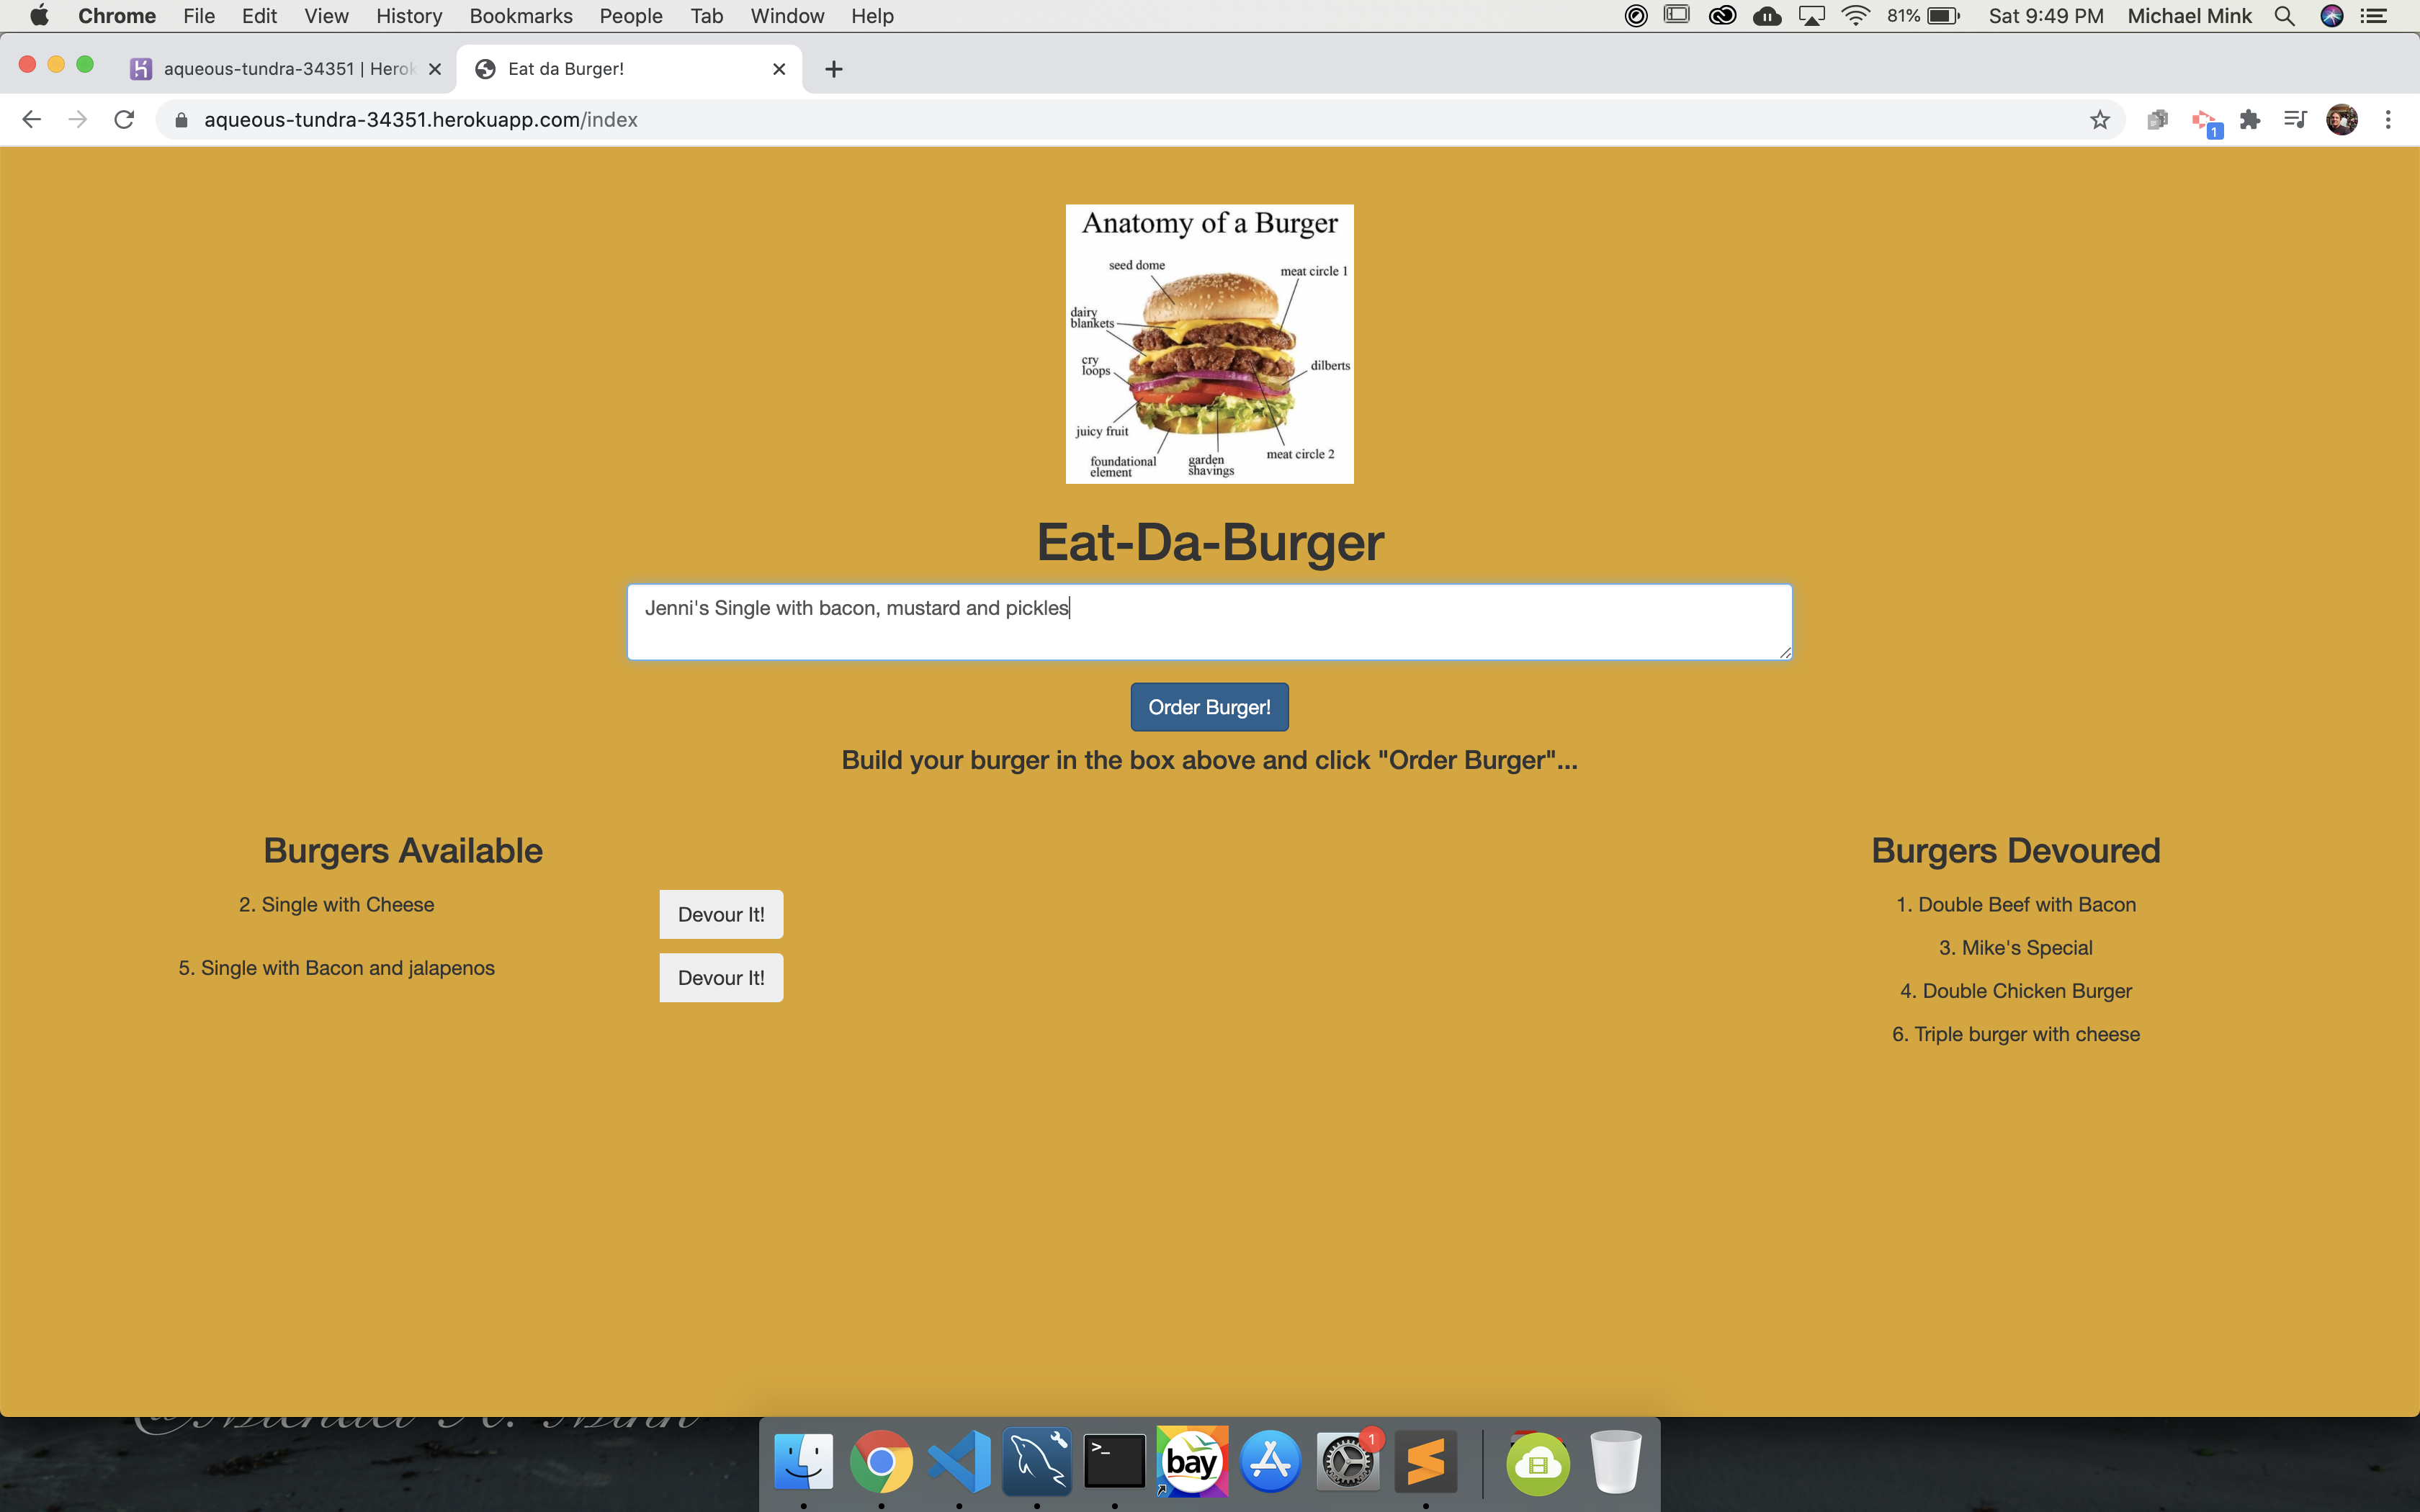 Chrome File Edit View History Bookmarks People Tab Window Help 81% Sat 9:49 PM Michael Mink
aqueous-tundra-34351 | Herok Eat da Burger!
aqueous-tundra-34351.herokuapp.com/index
1
Anatomy of a Burger
seed dome
meat circle 1
dairy
blankets
cry
loops
dilberts
juicy fruit
meat circle 2
foundational
element
garden
shavings
Eat-Da-Burger
Jenni's Single with bacon, mustard and pickles
Order Burger!
Build your burger in the box above and click "Order Burger"...
Burgers Available
2. Single with Cheese Devour It!
5. Single with Bacon and jalapenos Devour It!
Burgers Devoured
1. Double Beef with Bacon
3. Mike's Special
4. Double Chicken Burger
6. Triple burger with cheese
>_
bay
1